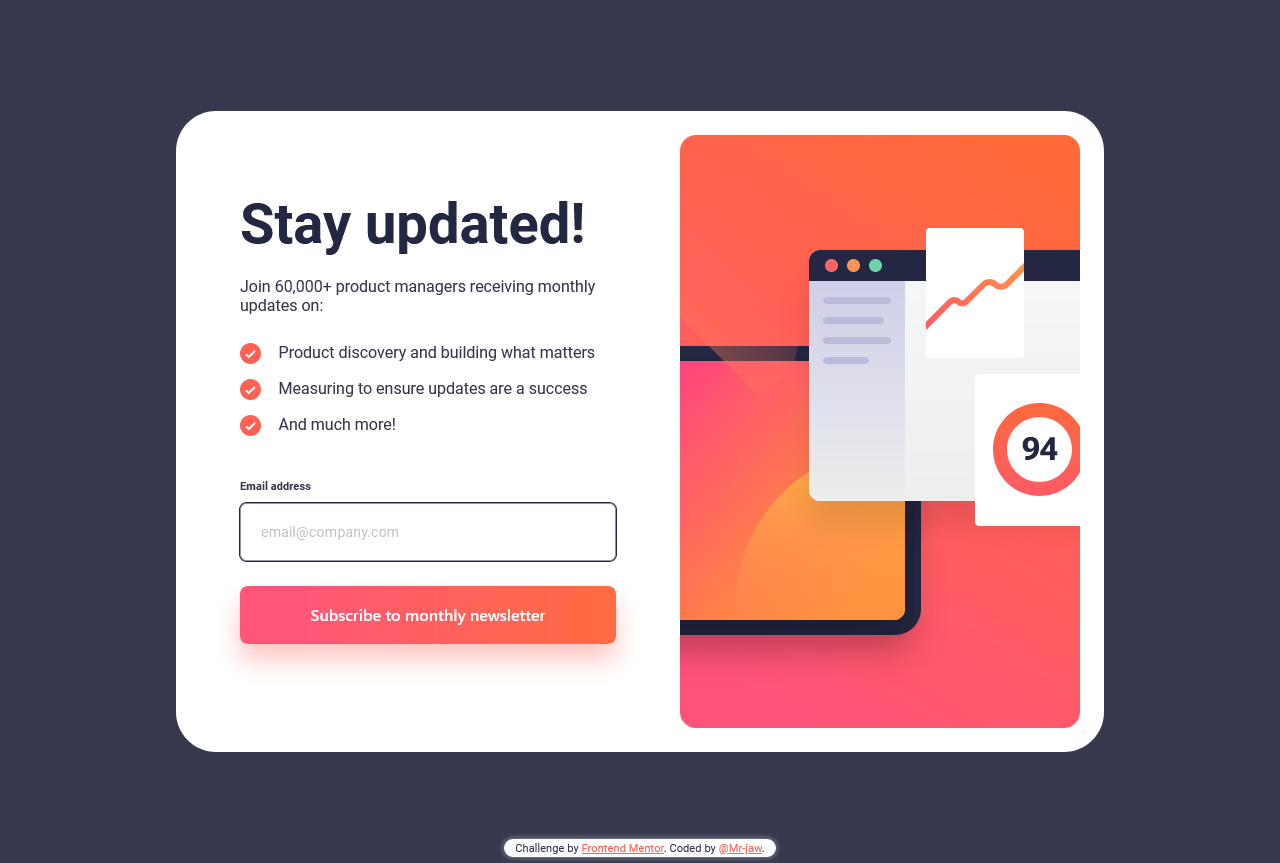 Stay updated!
Join 60,000+ product managers receiving monthly
updates on:
Product discovery and building what matters
Measuring to ensure updates are a success
And much more!
Email address
email@company.com
Subscribe to monthly newsletter
94
Challenge by Frontend Mentor. Coded by @Mr-jaw.